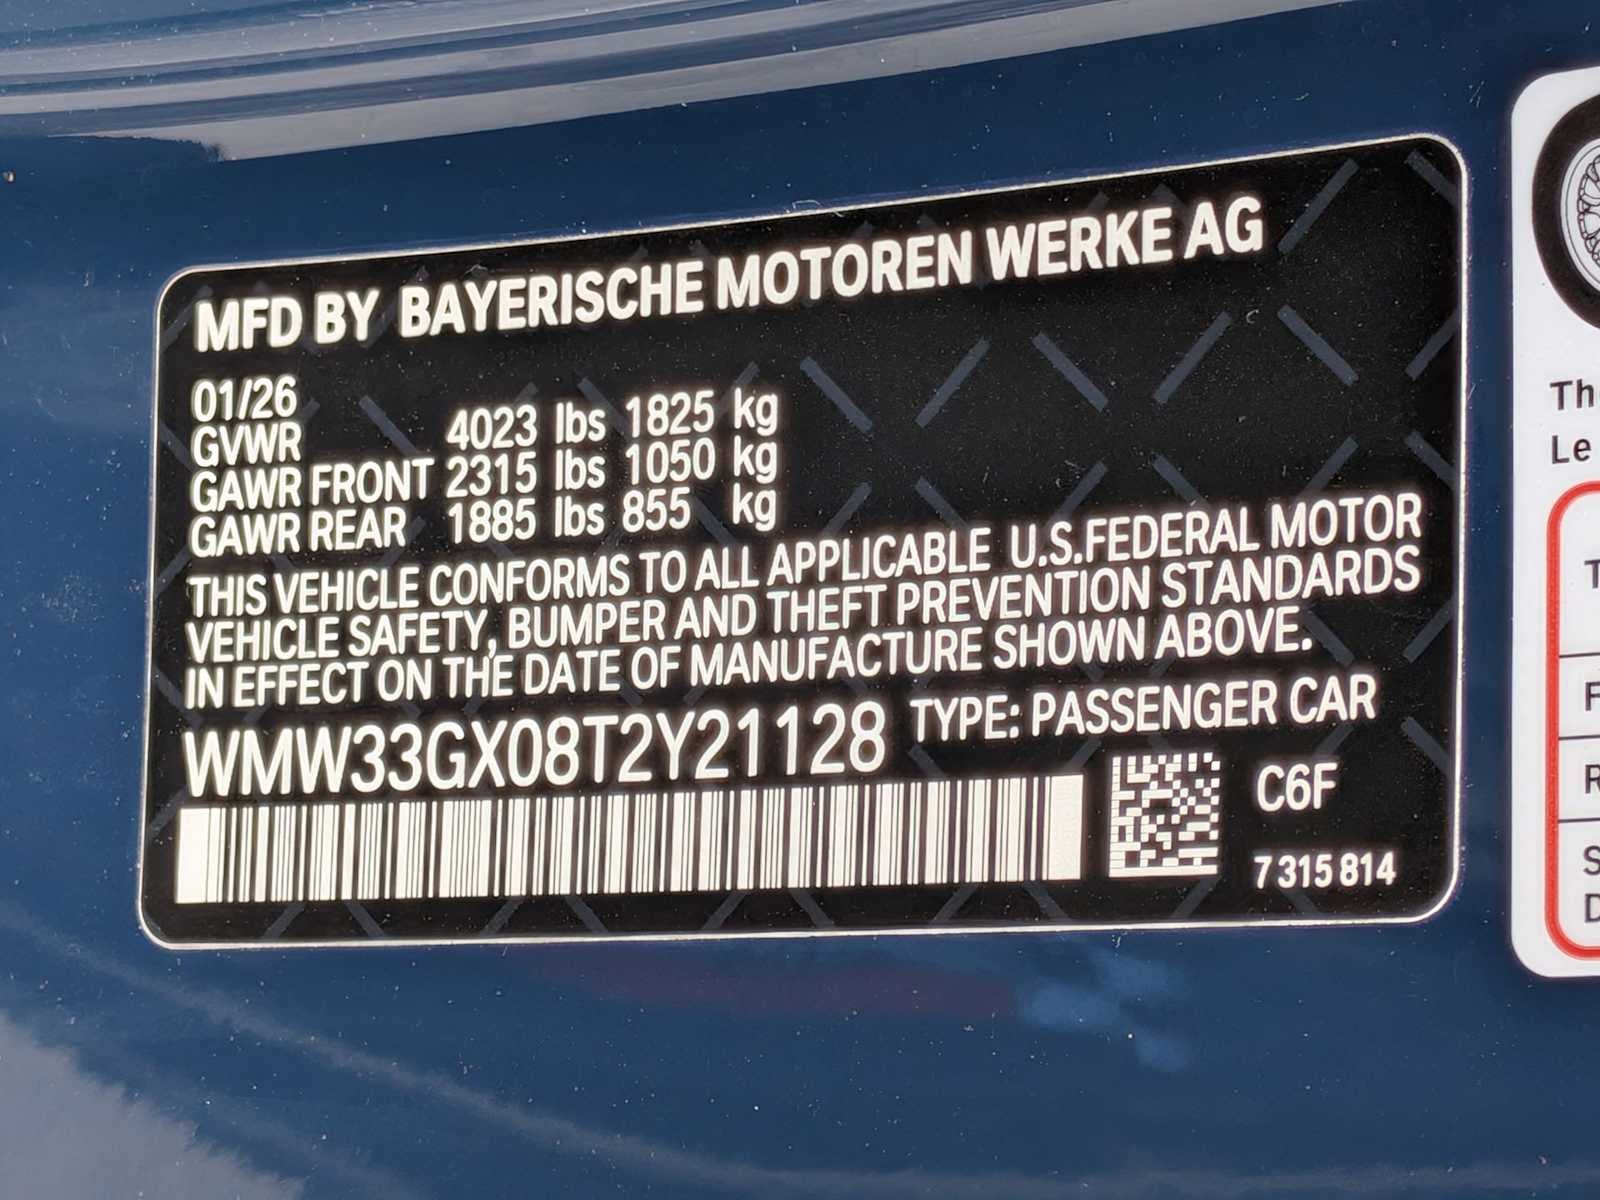 MFD BY BAYERISCHE MOTOREN WERKE AG
01/26
GVWR 4023 lbs 1825 kg
GAWR FRONT 2315 lbs 1050 kg
GAWR REAR 1885 lbs 855 kg
THIS VEHICLE CONFORMS TO ALL APPLICABLE U.S.FEDERAL MOTOR
VEHICLE SAFETY, BUMPER AND THEFT PREVENTION STANDARDS
IN EFFECT ON THE DATE OF MANUFACTURE SHOWN ABOVE.
WMW33GX08T2Y21128 TYPE: PASSENGER CAR
C6F
7 315 814
Le